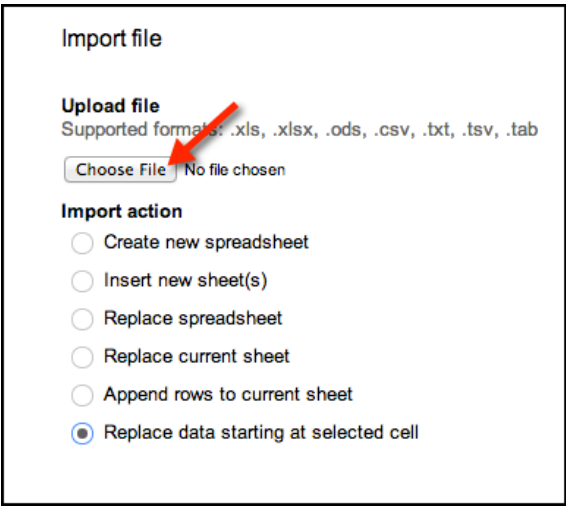 Import file
Upload file
Supported formats: .xls, .xlsx, .ods, .csv, .txt, .tsv, .tab
Choose File No file chosen
Import action
Create new spreadsheet
Insert new sheet(s)
Replace spreadsheet
Replace current sheet
Append rows to current sheet
Replace data starting at selected cell